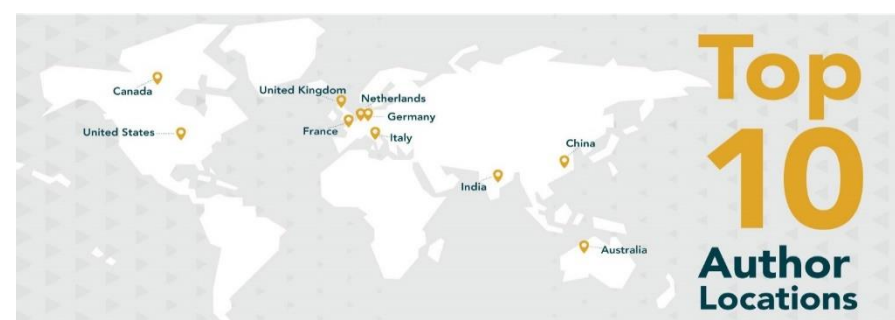 Canada
United States
United Kingdom
Netherlands
Germany
France
Italy
China
India
Australia
Top
10
Author
Locations